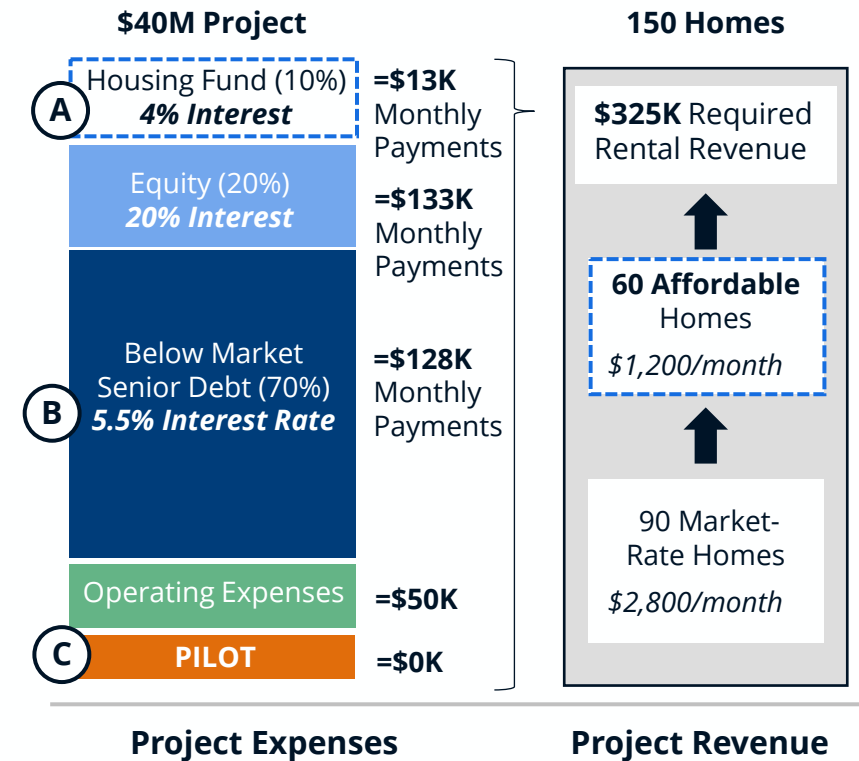 $40M Project
A
Housing Fund (10%)
4% Interest
=$13K
Monthly
Payments
Equity (20%)
20% Interest
=$133K
Monthly
Payments
B
Below Market
Senior Debt (70%)
5.5% Interest Rate
=$128K
Monthly
Payments
Operating Expenses
=$50K
C
PILOT
=$0K
Project Expenses
150 Homes
$325K Required
Rental Revenue
60 Affordable
Homes
$1,200/month
90 Market-
Rate Homes
$2,800/month
Project Revenue